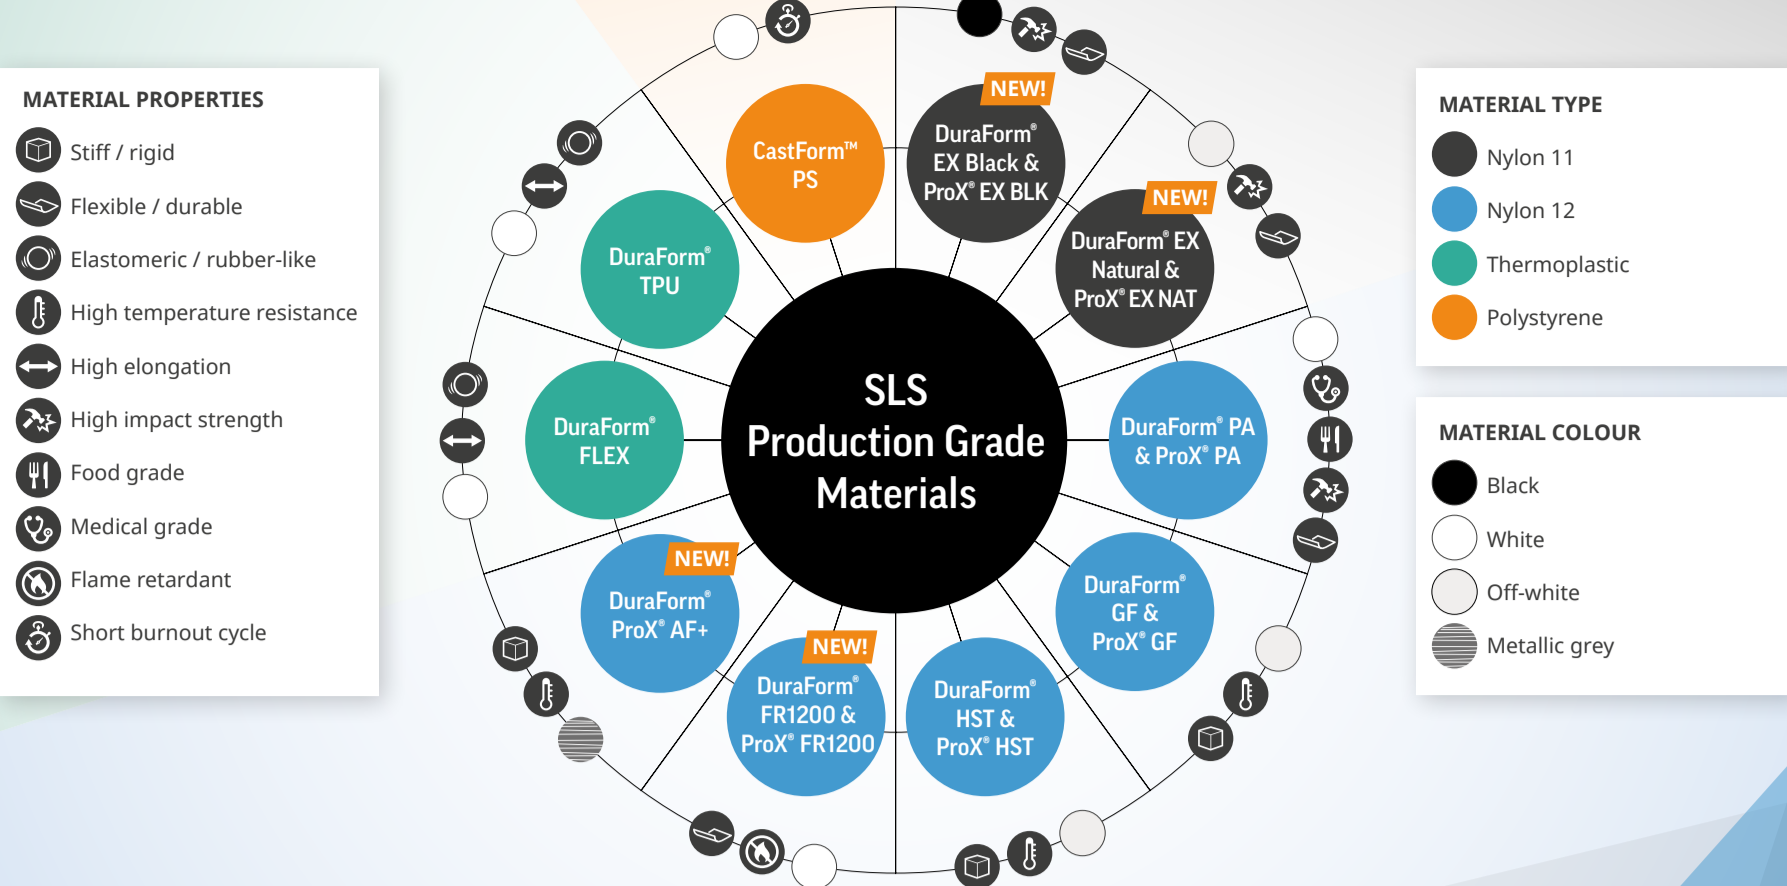 MATERIAL PROPERTIES
Stiff / rigid
Flexible / durable
Elastomeric / rubber-like
High temperature resistance
High elongation
High impact strength
Food grade
Medical grade
Flame retardant
Short burnout cycle
CastForm™
PS
NEW!
DuraForm®
EX Black &
ProX® EX BLK
NEW!
DuraForm® EX
Natural &
ProX® EX NAT
DuraForm® PA
& ProX® PA
DuraForm®
GF &
ProX® GF
DuraForm®
HST &
ProX® HST
NEW!
DuraForm®
FR1200 &
ProX® FR1200
NEW!
DuraForm®
ProX® AF+
DuraForm®
FLEX
DuraForm®
TPU
SLS
Production Grade
Materials
MATERIAL TYPE
Nylon 11
Nylon 12
Thermoplastic
Polystyrene
MATERIAL COLOUR
Black
White
Off-white
Metallic grey